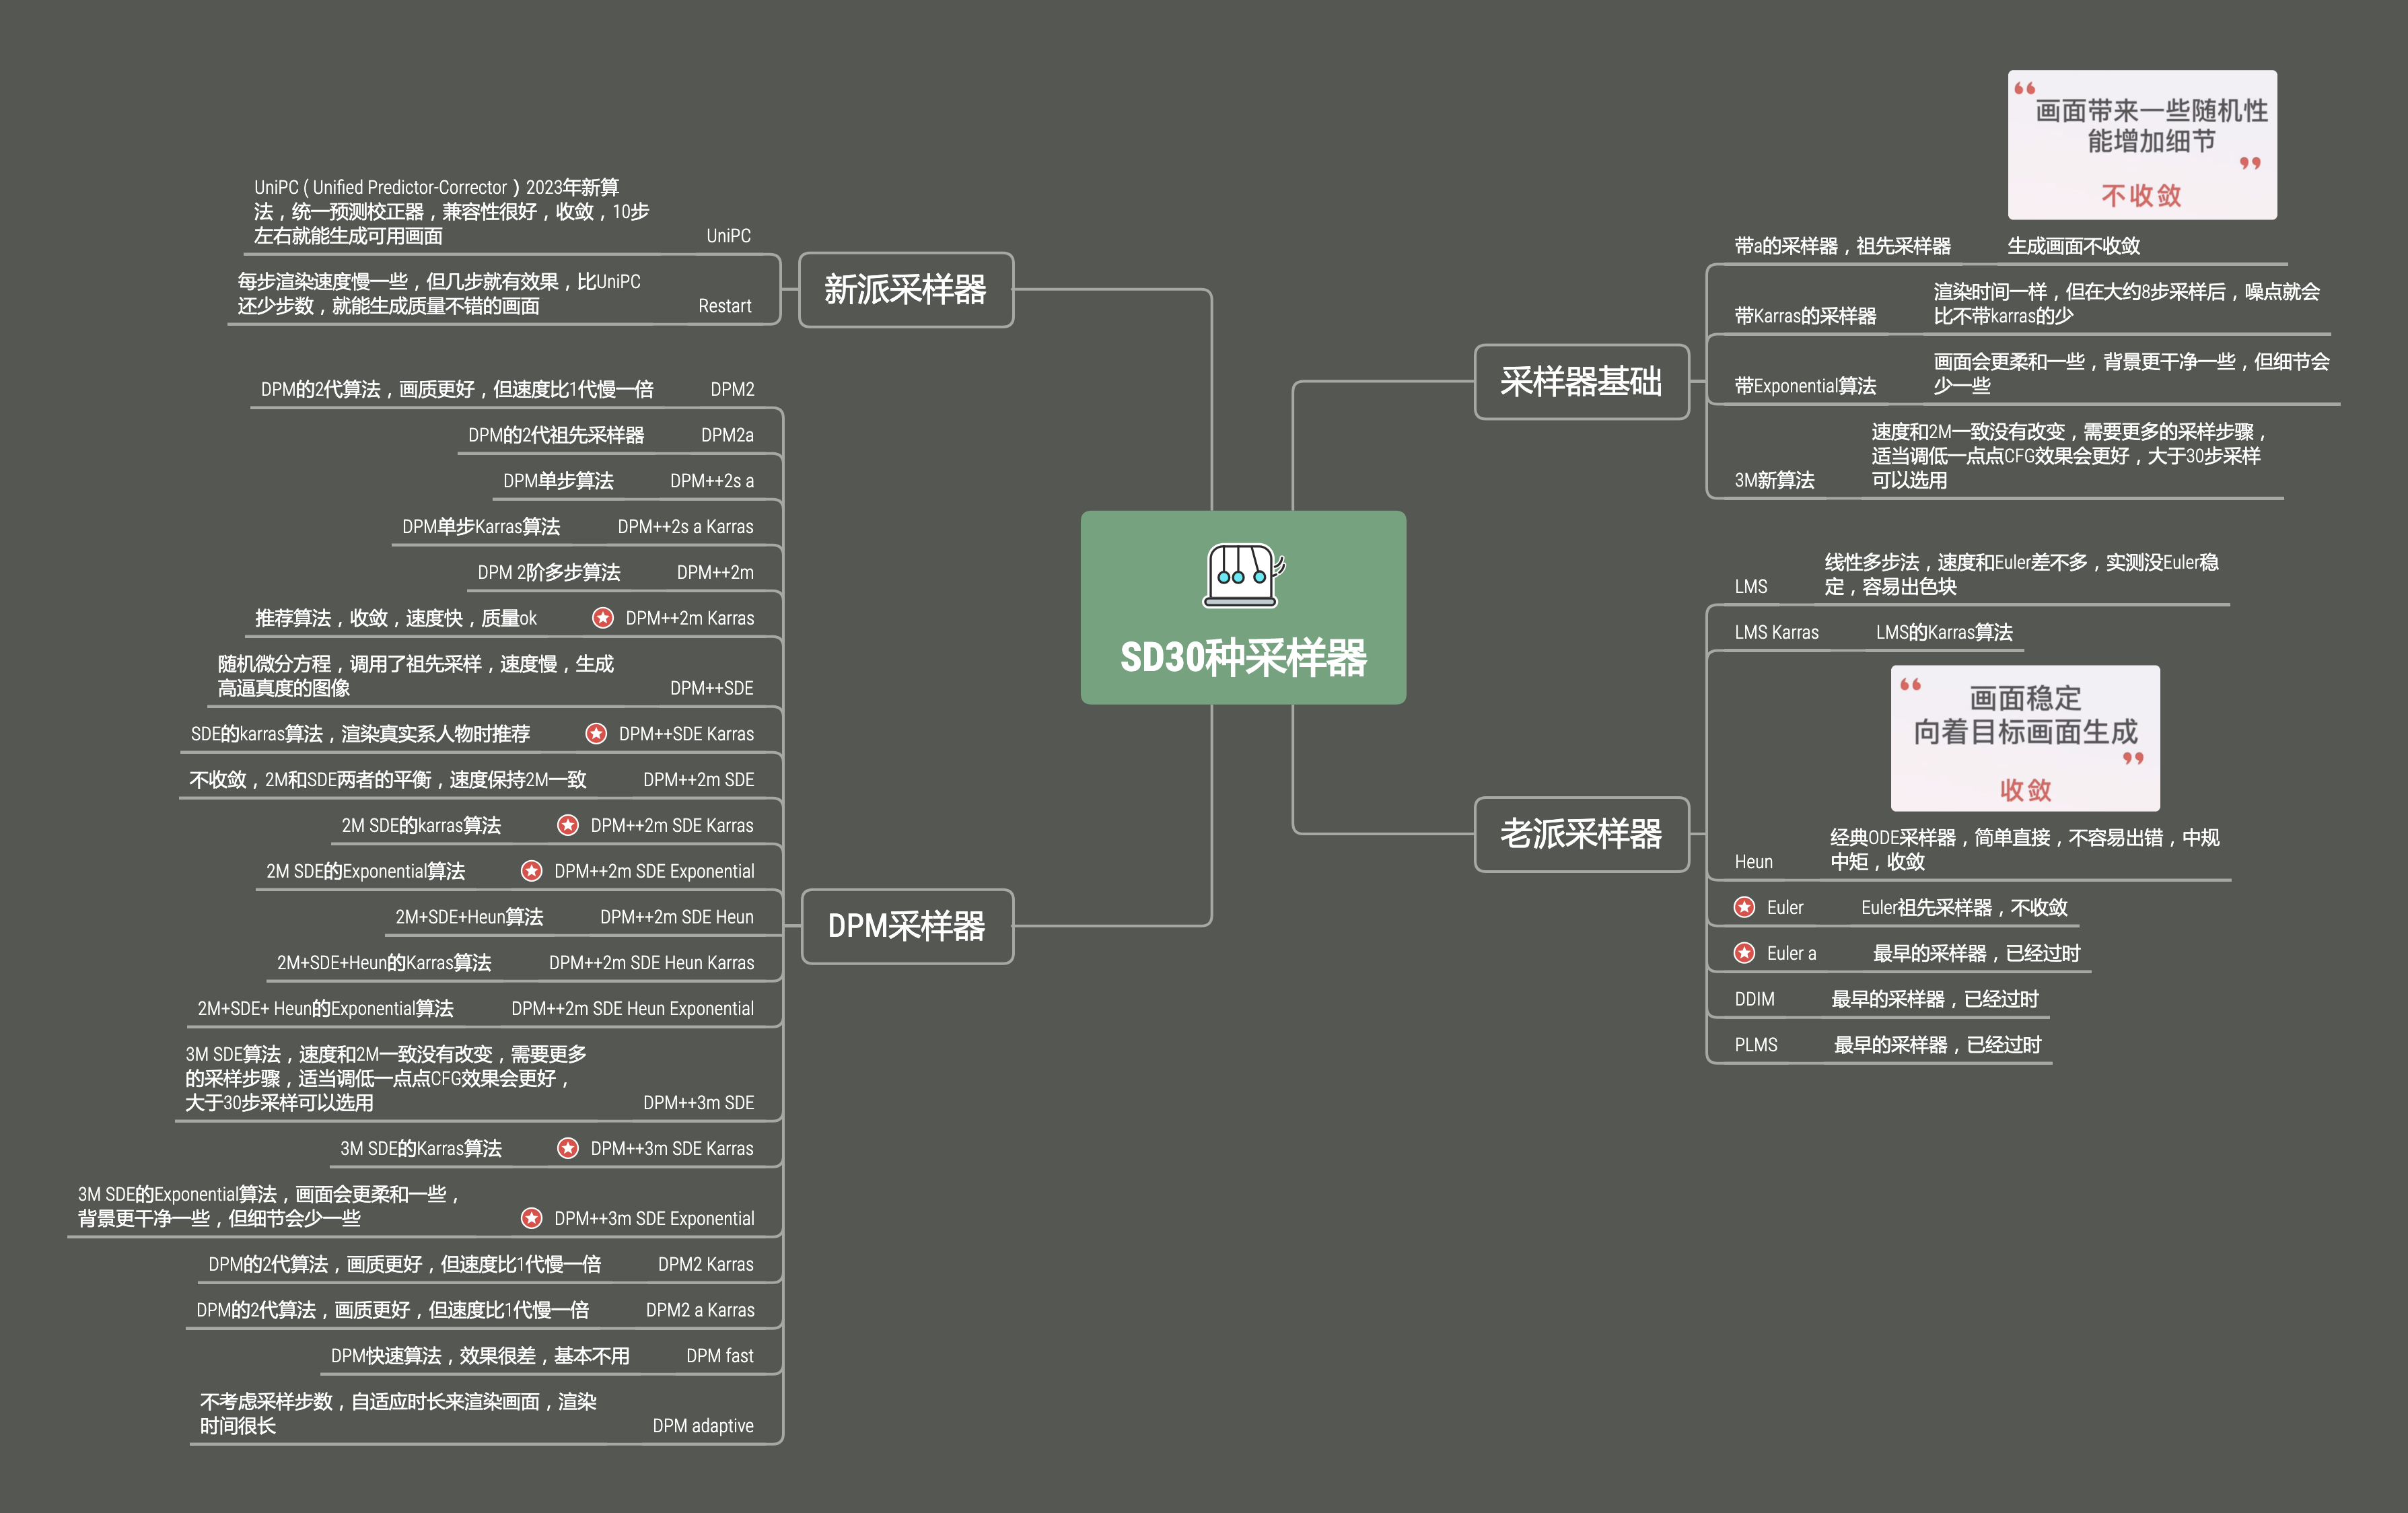 SD30种采样器
新派采样器
UniPC
UniPC（Unified Predictor-Corrector）2023年新算
法，统一预测校正器，兼容性很好，收敛，10步
左右就能生成可用画面
Restart
每步渲染速度慢一些，但几步就有效果，比UniPC
还少步数，就能生成质量不错的画面
DPM采样器
DPM2
DPM的2代算法，画质更好，但速度比1代慢一倍
DPM2a
DPM的2代祖先采样器
DPM++2s a
DPM单步算法
DPM++2s a Karras
DPM单步Karras算法
DPM++2m
DPM 2阶多步算法
DPM++2m Karras
推荐算法，收敛，速度快，质量ok
DPM++SDE
随机微分方程，调用了祖先采样，速度慢，生成
高逼真度的图像
DPM++SDE Karras
SDE的karras算法，渲染真实系人物时推荐
DPM++2m SDE
不收敛，2M和SDE两者的平衡，速度保持2M一致
DPM++2m SDE Karras
2M SDE的karras算法
DPM++2m SDE Exponential
2M SDE的Exponential算法
DPM++2m SDE Heun
2M+SDE+Heun算法
DPM++2m SDE Heun Karras
2M+SDE+Heun的Karras算法
DPM++2m SDE Heun Exponential
2M+SDE+ Heun的Exponential算法
DPM++3m SDE
3M SDE算法，速度和2M一致没有改变，需要更多
的采样步骤，适当调低一点点CFG效果会更好，
大于30步采样可以选用
DPM++3m SDE Karras
3M SDE的Karras算法
DPM++3m SDE Exponential
3M SDE的Exponential算法，画面会更柔和一些，
背景更干净一些，但细节会少一些
DPM2 Karras
DPM的2代算法，画质更好，但速度比1代慢一倍
DPM2 a Karras
DPM的2代算法，画质更好，但速度比1代慢一倍
DPM fast
DPM快速算法，效果很差，基本不用
DPM adaptive
不考虑采样步数，自适应时长来渲染画面，渲染
时间很长
采样器基础
带a的采样器，祖先采样器
“画面带来一些随机性
能增加细节”
不收敛
生成画面不收敛
带Karras的采样器
渲染时间一样，但在大约8步采样后，噪点就会
比不带karras的少
带Exponential算法
画面会更柔和一些，背景更干净一些，但细节会
少一些
3M新算法
速度和2M一致没有改变，需要更多的采样步骤，
适当调低一点点CFG效果会更好，大于30步采样
可以选用
老派采样器
LMS
线性多步法，速度和Euler差不多，实测没Euler稳
定，容易出色块
LMS Karras
LMS的Karras算法
Heun
“画面稳定
向着目标画面生成”
收敛
经典ODE采样器，简单直接，不容易出错，中规
中矩，收敛
Euler
Euler祖先采样器，不收敛
Euler a
最早的采样器，已经过时
DDIM
最早的采样器，已经过时
PLMS
最早的采样器，已经过时